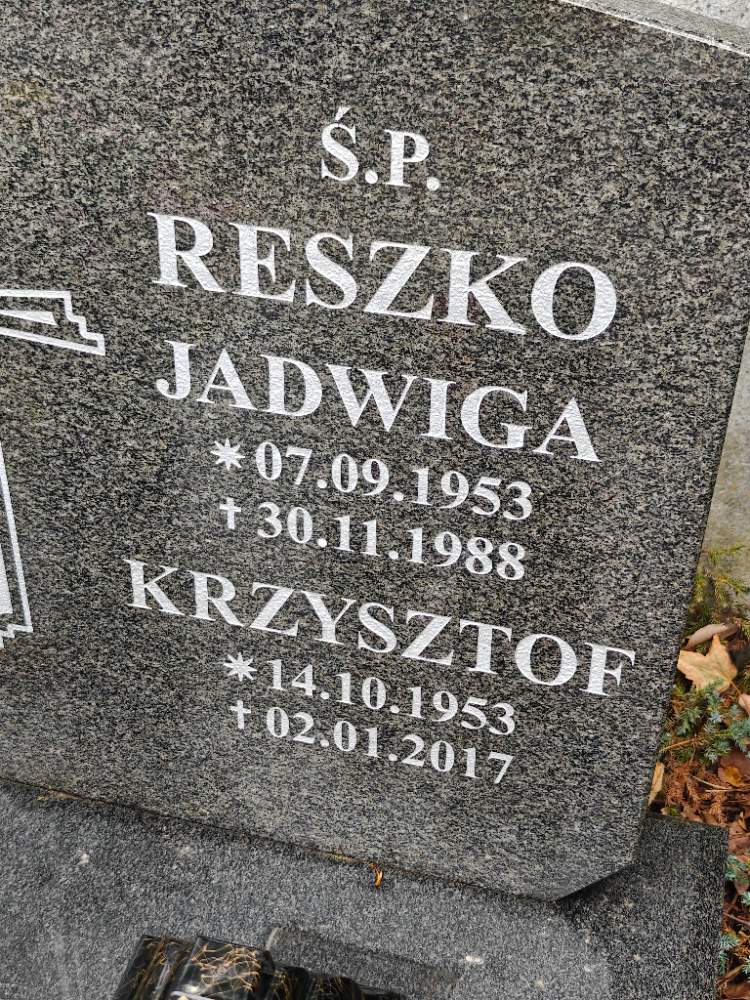 Ś.P.
RESZKO
JADWIGA
* 07.09.1953
† 30.11.1988
KRZYSZTOF
* 14.10.1953
† 02.01.2017